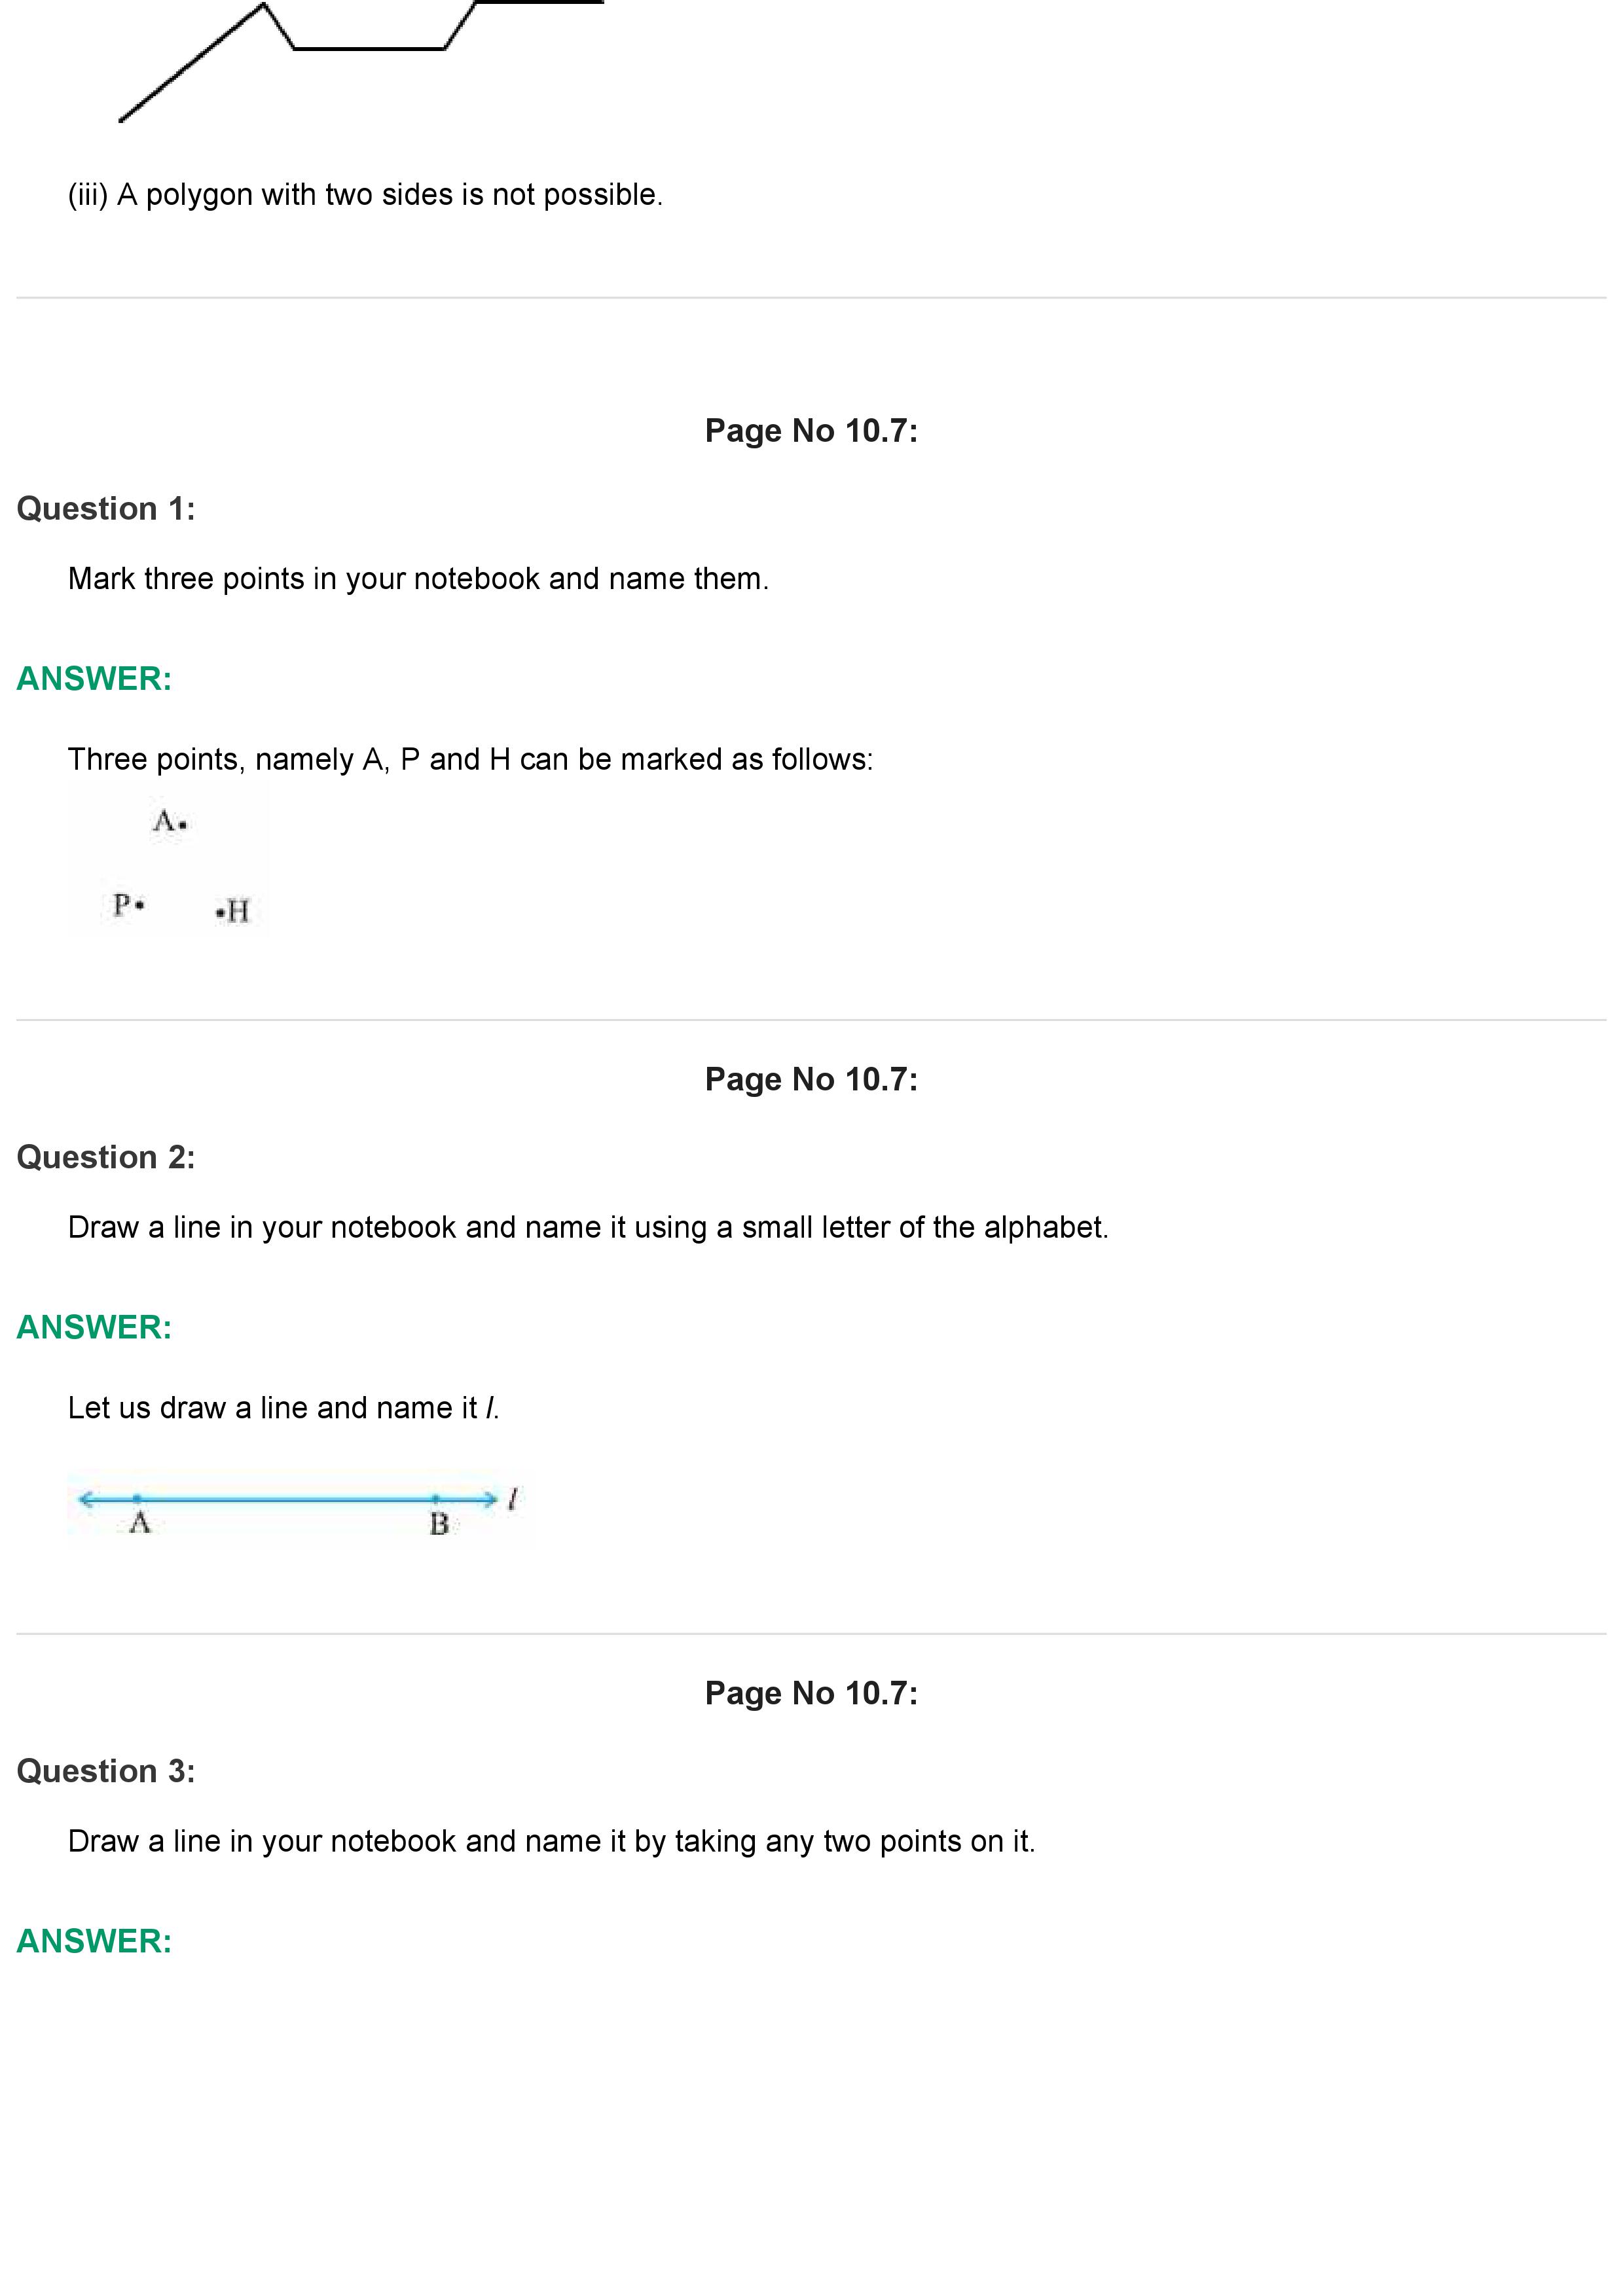 (iii) A polygon with two sides is not possible.
Page No 10.7:
Question 1:
Mark three points in your notebook and name them.
ANSWER:
Three points, namely A, P and H can be marked as follows:
A
P H
Page No 10.7:
Question 2:
Draw a line in your notebook and name it using a small letter of the alphabet.
ANSWER:
Let us draw a line and name it l.
l
A B
Page No 10.7:
Question 3:
Draw a line in your notebook and name it by taking any two points on it.
ANSWER: